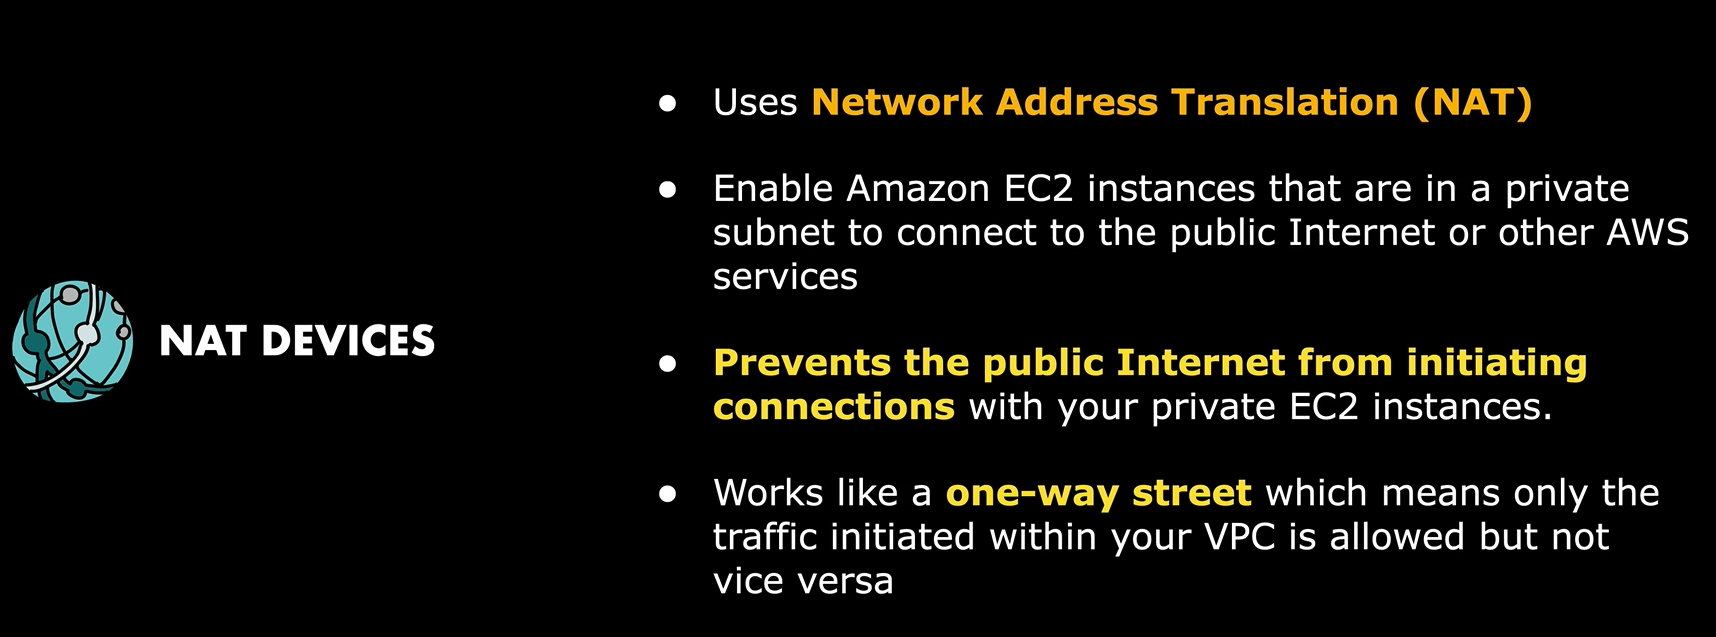 NAT DEVICES
● Uses Network Address Translation (NAT)
● Enable Amazon EC2 instances that are in a private
subnet to connect to the public Internet or other AWS
services
● Prevents the public Internet from initiating
connections with your private EC2 instances.
● Works like a one-way street which means only the
traffic initiated within your VPC is allowed but not
vice versa